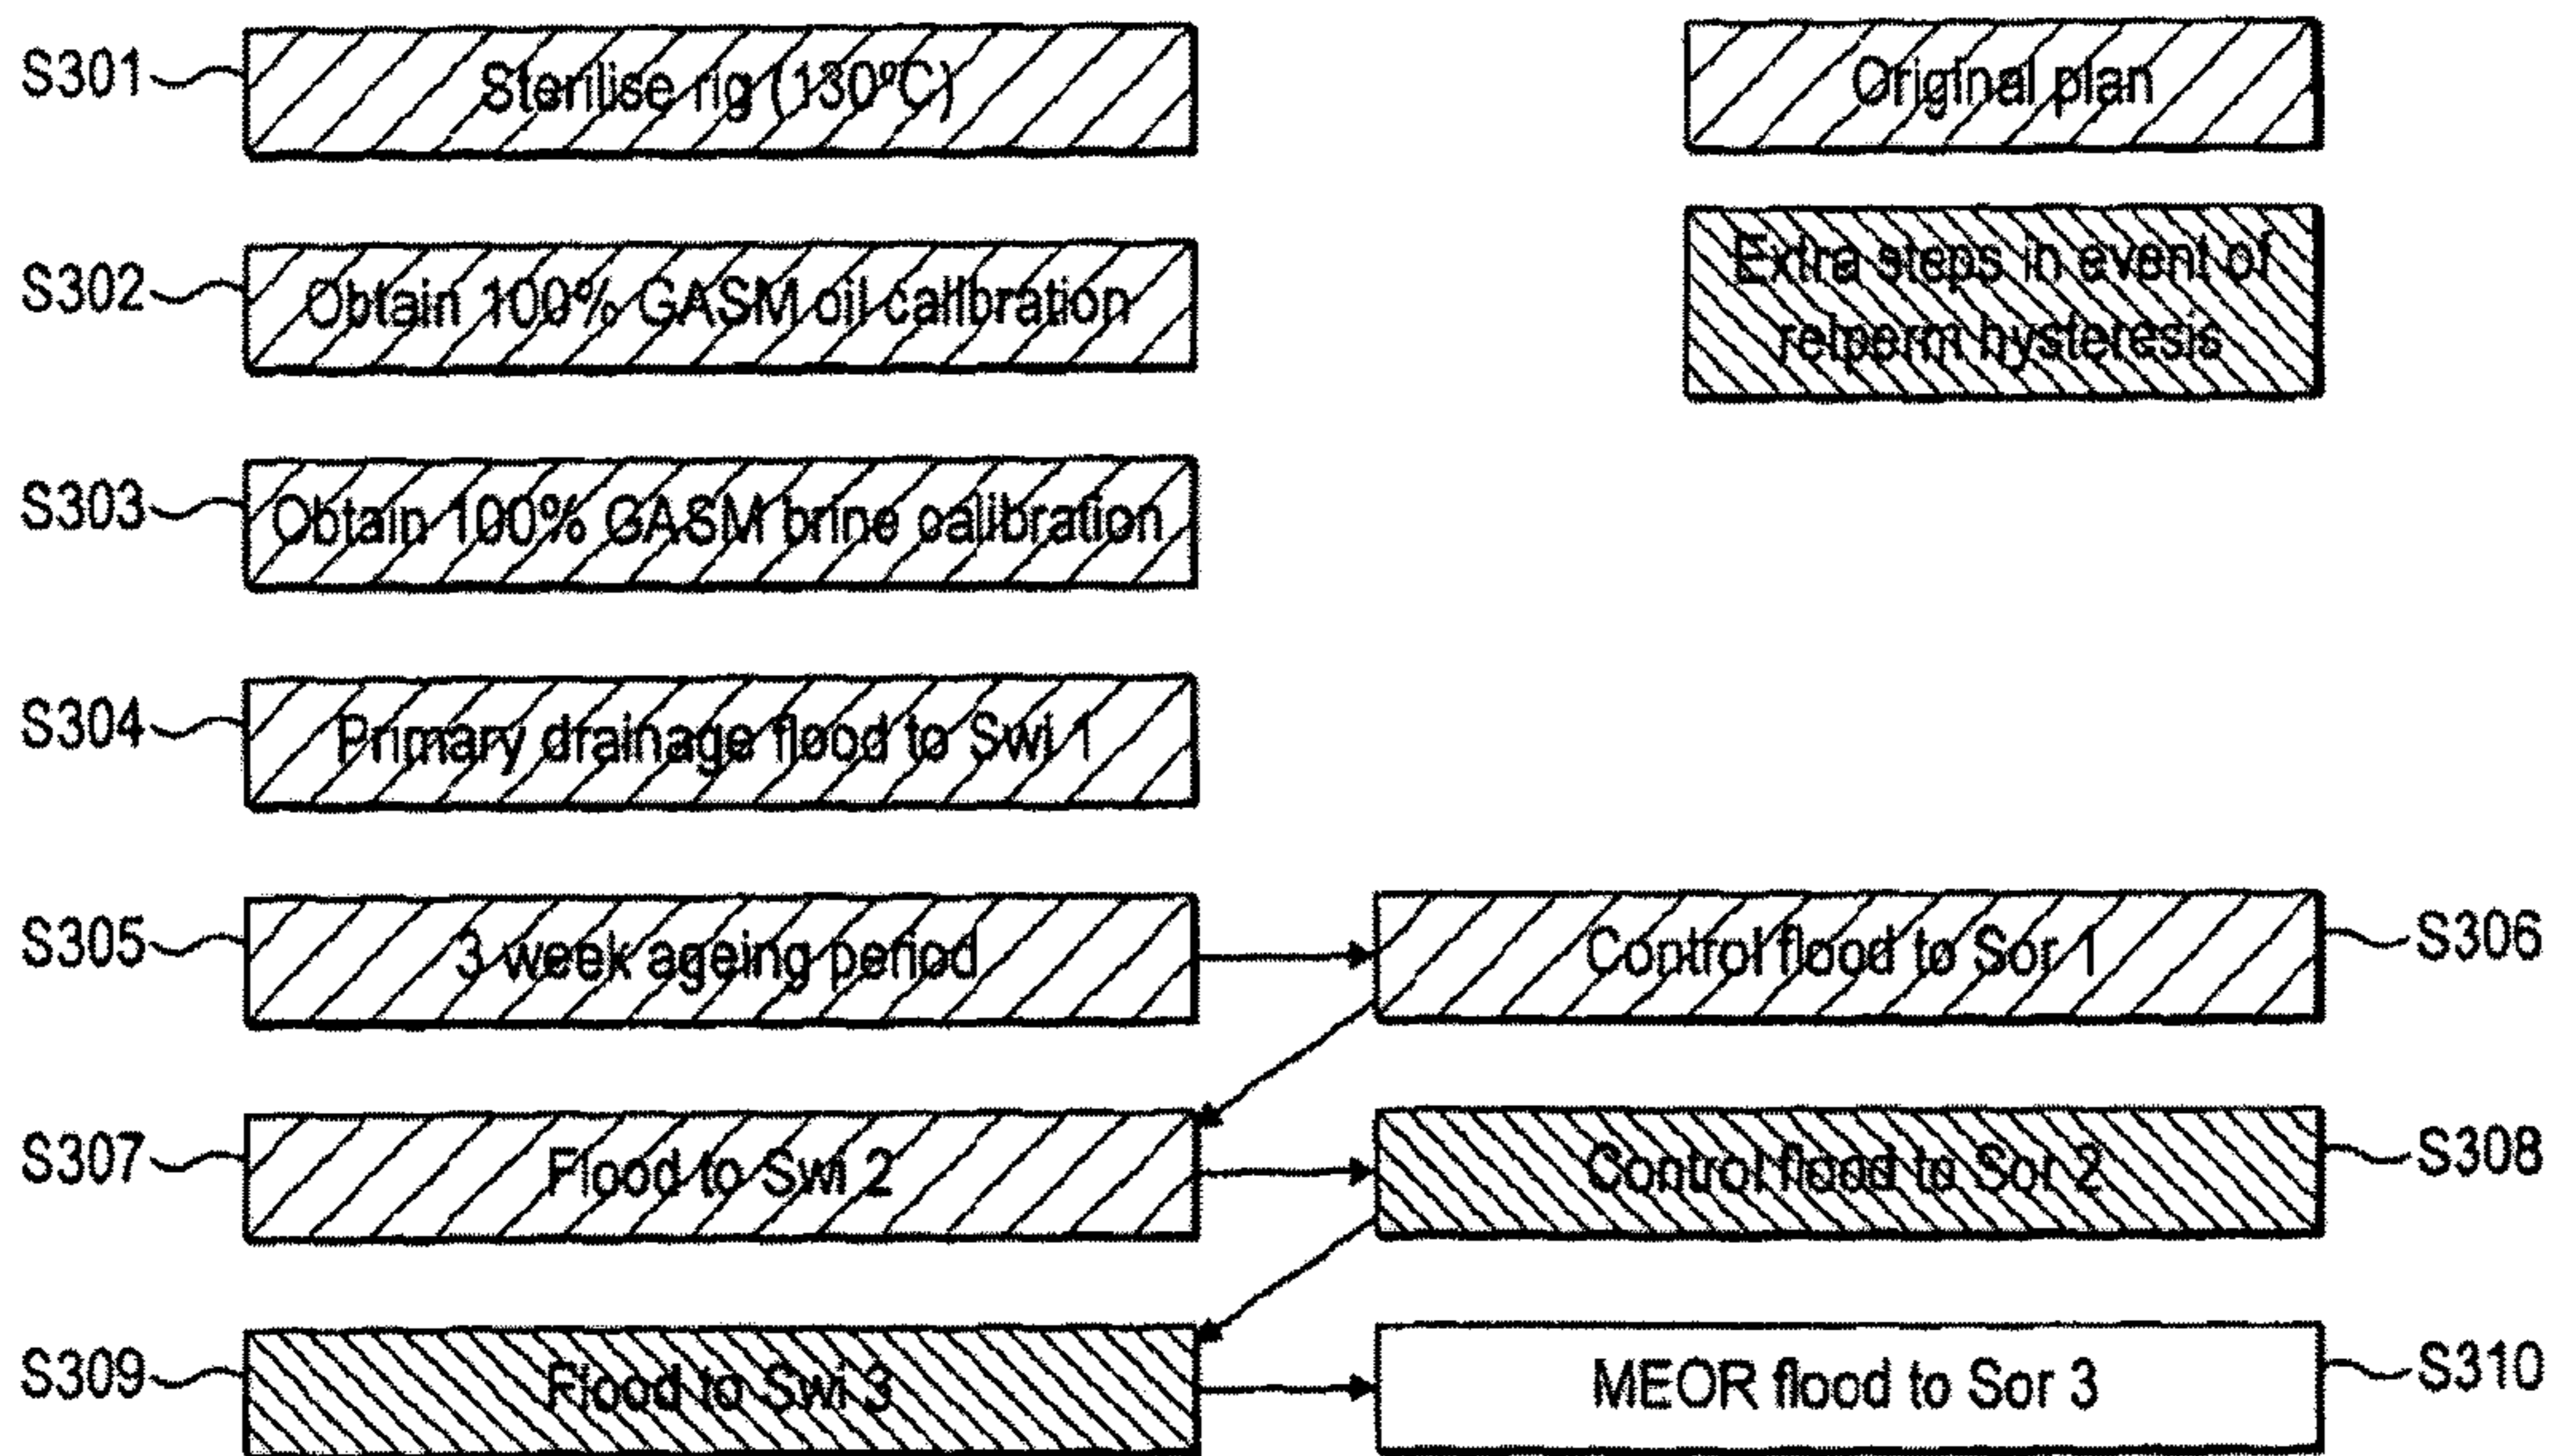 S301
Sterilise rig (130ºC)
Original plan
S302
Obtain 100% GASM oil calibration
Extra steps in event of
relperm hysteresis
S303
Obtain 100% GASM brine calibration
S304
Primary drainage flood to Swi 1
S305
3 week ageing period
Control flood to Sor 1
S306
S307
Flood to Swi 2
Control flood to Sor 2
S308
S309
Flood to Swi 3
MEOR flood to Sor 3
S310